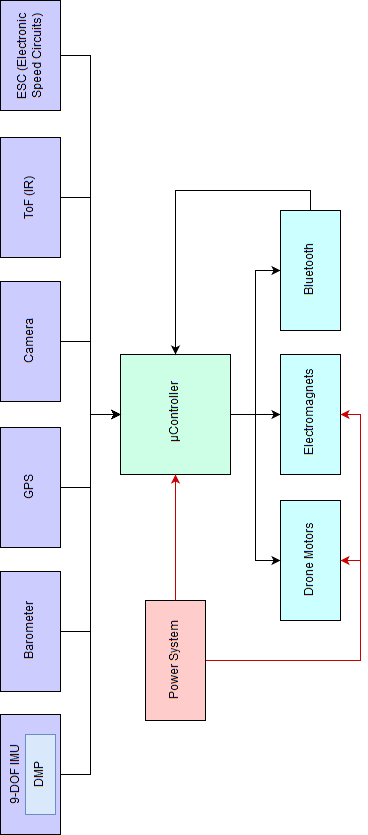 ESC (Electronic
Speed Circuits)
ToF (IR)
Camera
GPS
Barometer
9-DOF IMU
DMP
µController
Power System
Bluetooth
Electromagnets
Drone Motors